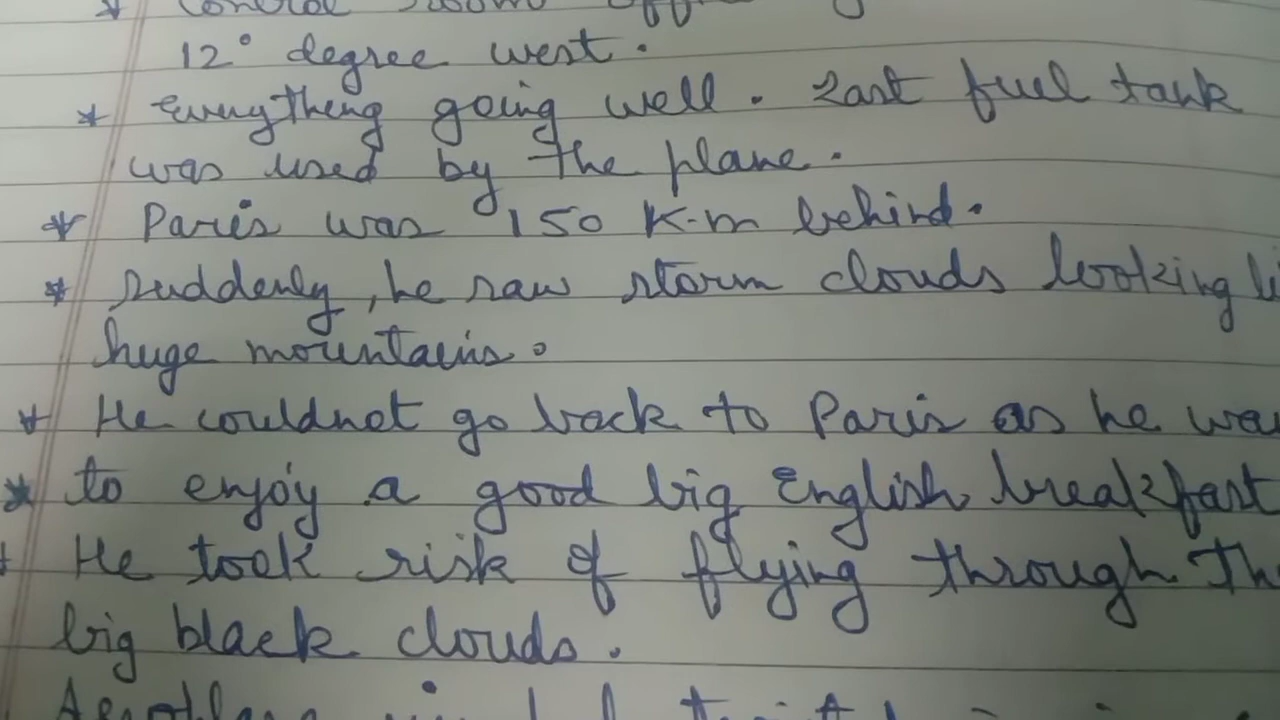 * Control room
12° degree west.
* Everything going well. Last fuel tank
was used by the plane.
* Paris was 150 K-m behind.
* Suddenly, he saw storm clouds looking
huge mountains.
* He couldnot go back to Paris as he
* to enjoy a good big English breakfast
* He took risk of flying through
big black clouds.